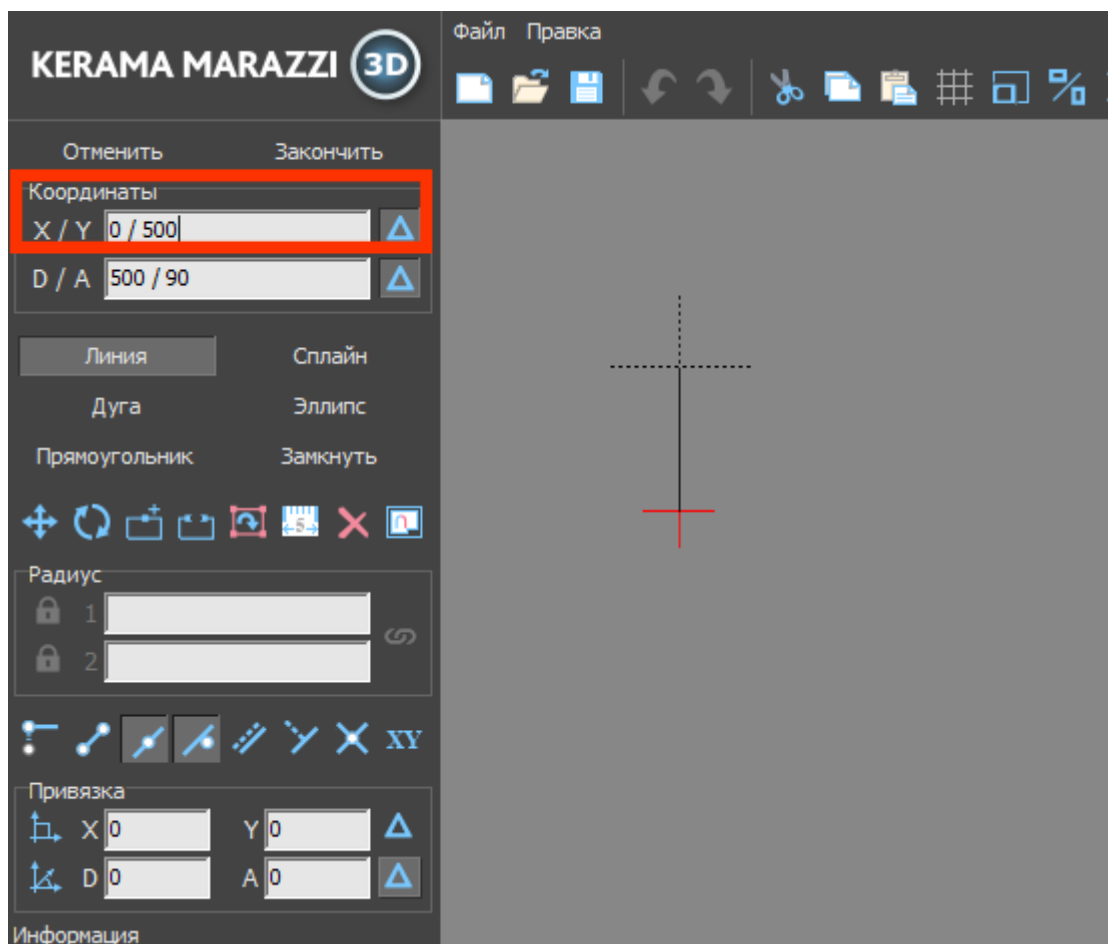 Файл Правка
KERAMA MARAZZI 3D
Отменить Закончить
Координаты
X / Y 0 / 500
D / A 500 / 90
Линия Сплайн
Дуга Эллипс
Прямоугольник Замкнуть
5
Радиус
1
2
XY
Привязка
X 0 Y 0
D 0 A 0
Информация